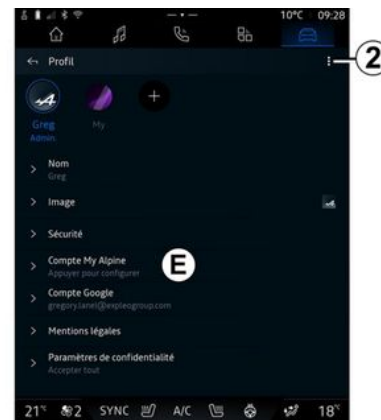 10°C 09:28
Profil
2
Greg
My
Admin
Nom
Greg
Image
Sécurité
Compte My Alpine
E
Appuyer pour configurer
Compte Google
gregory.lanel@expleogroup.com
Mentions légales
Paramètres de confidentialité
Accepter tout
21° 2 SYNC A/C 18°